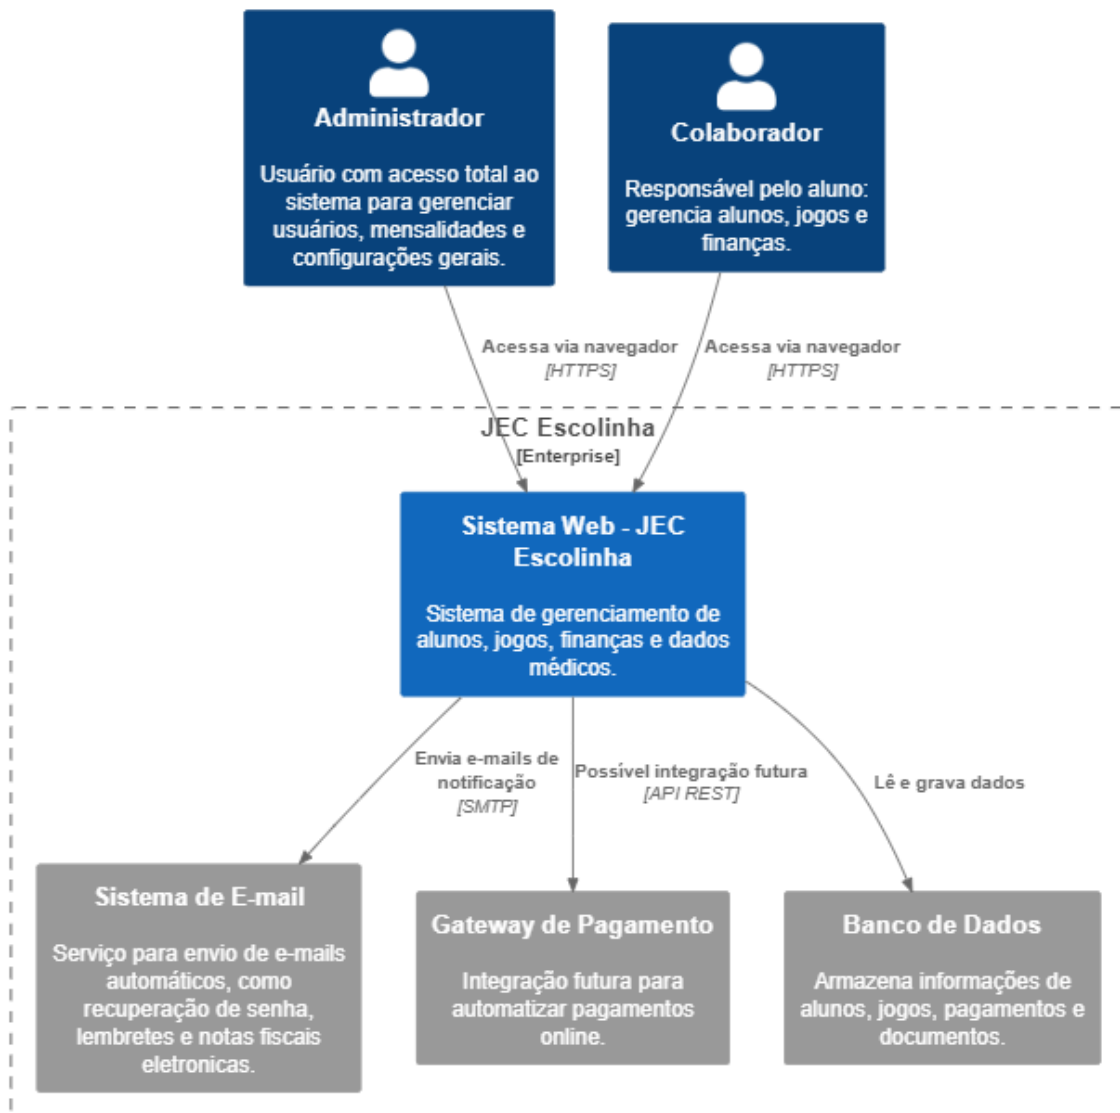 Administrador
Usuário com acesso total ao
sistema para gerenciar
usuários, mensalidades e
configurações gerais.
Colaborador
Responsável pelo aluno:
gerencia alunos, jogos e
finanças.
Acessa via navegador
[HTTPS]
Acessa via navegador
[HTTPS]
JEC Escolinha
[Enterprise]
Sistema Web - JEC
Escolinha
Sistema de gerenciamento de
alunos, jogos, finanças e dados
médicos.
Envia e-mails de
notificação
[SMTP]
Possível integração futura
[API REST]
Lê e grava dados
Sistema de E-mail
Serviço para envio de e-mails
automáticos, como
recuperação de senha,
lembretes e notas fiscais
eletronicas.
Gateway de Pagamento
Integração futura para
automatizar pagamentos
online.
Banco de Dados
Armazena informações de
alunos, jogos, pagamentos e
documentos.